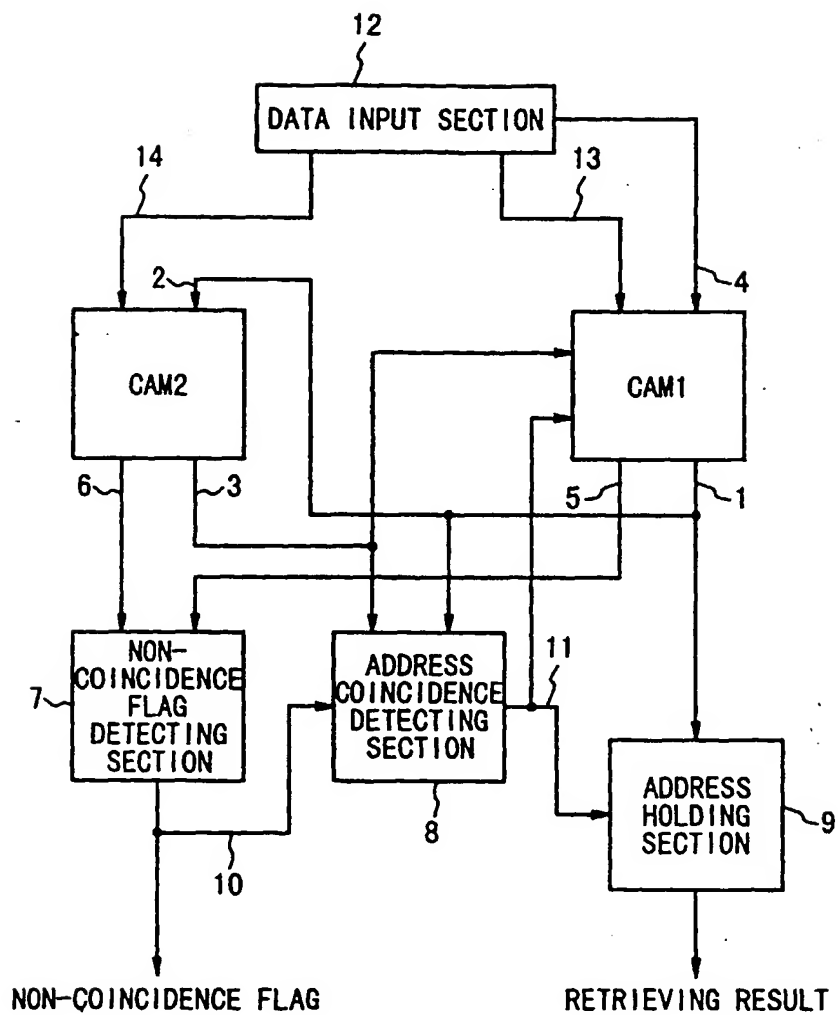 12
DATA INPUT SECTION
14
13
2
4
CAM2
CAM1
6
3
5
1
7
NON-
COINCIDENCE
FLAG
DETECTING
SECTION
ADDRESS
COINCIDENCE
DETECTING
SECTION
11
8
ADDRESS
HOLDING
SECTION
9
10
NON-COINCIDENCE FLAG
RETRIEVING RESULT